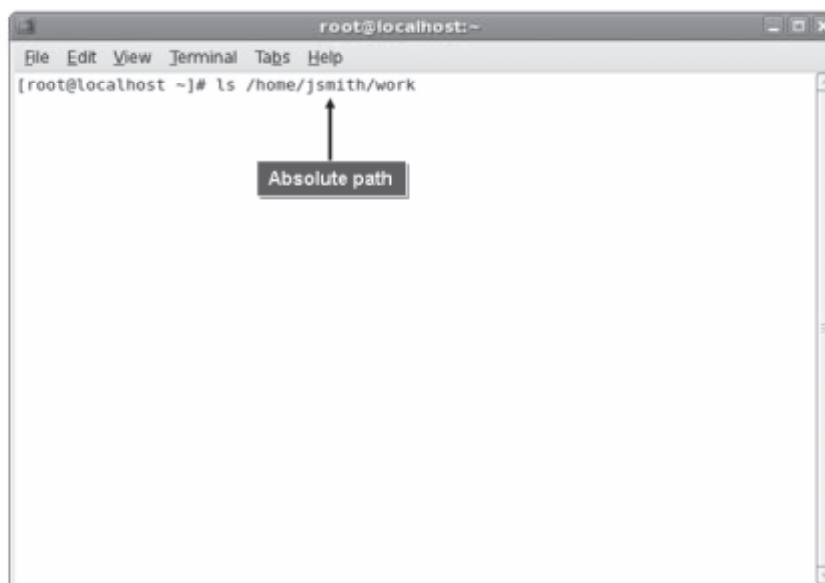 root@localhost:~
File Edit View Terminal Tabs Help
[root@localhost ~]# ls /home/jsmith/work
Absolute path